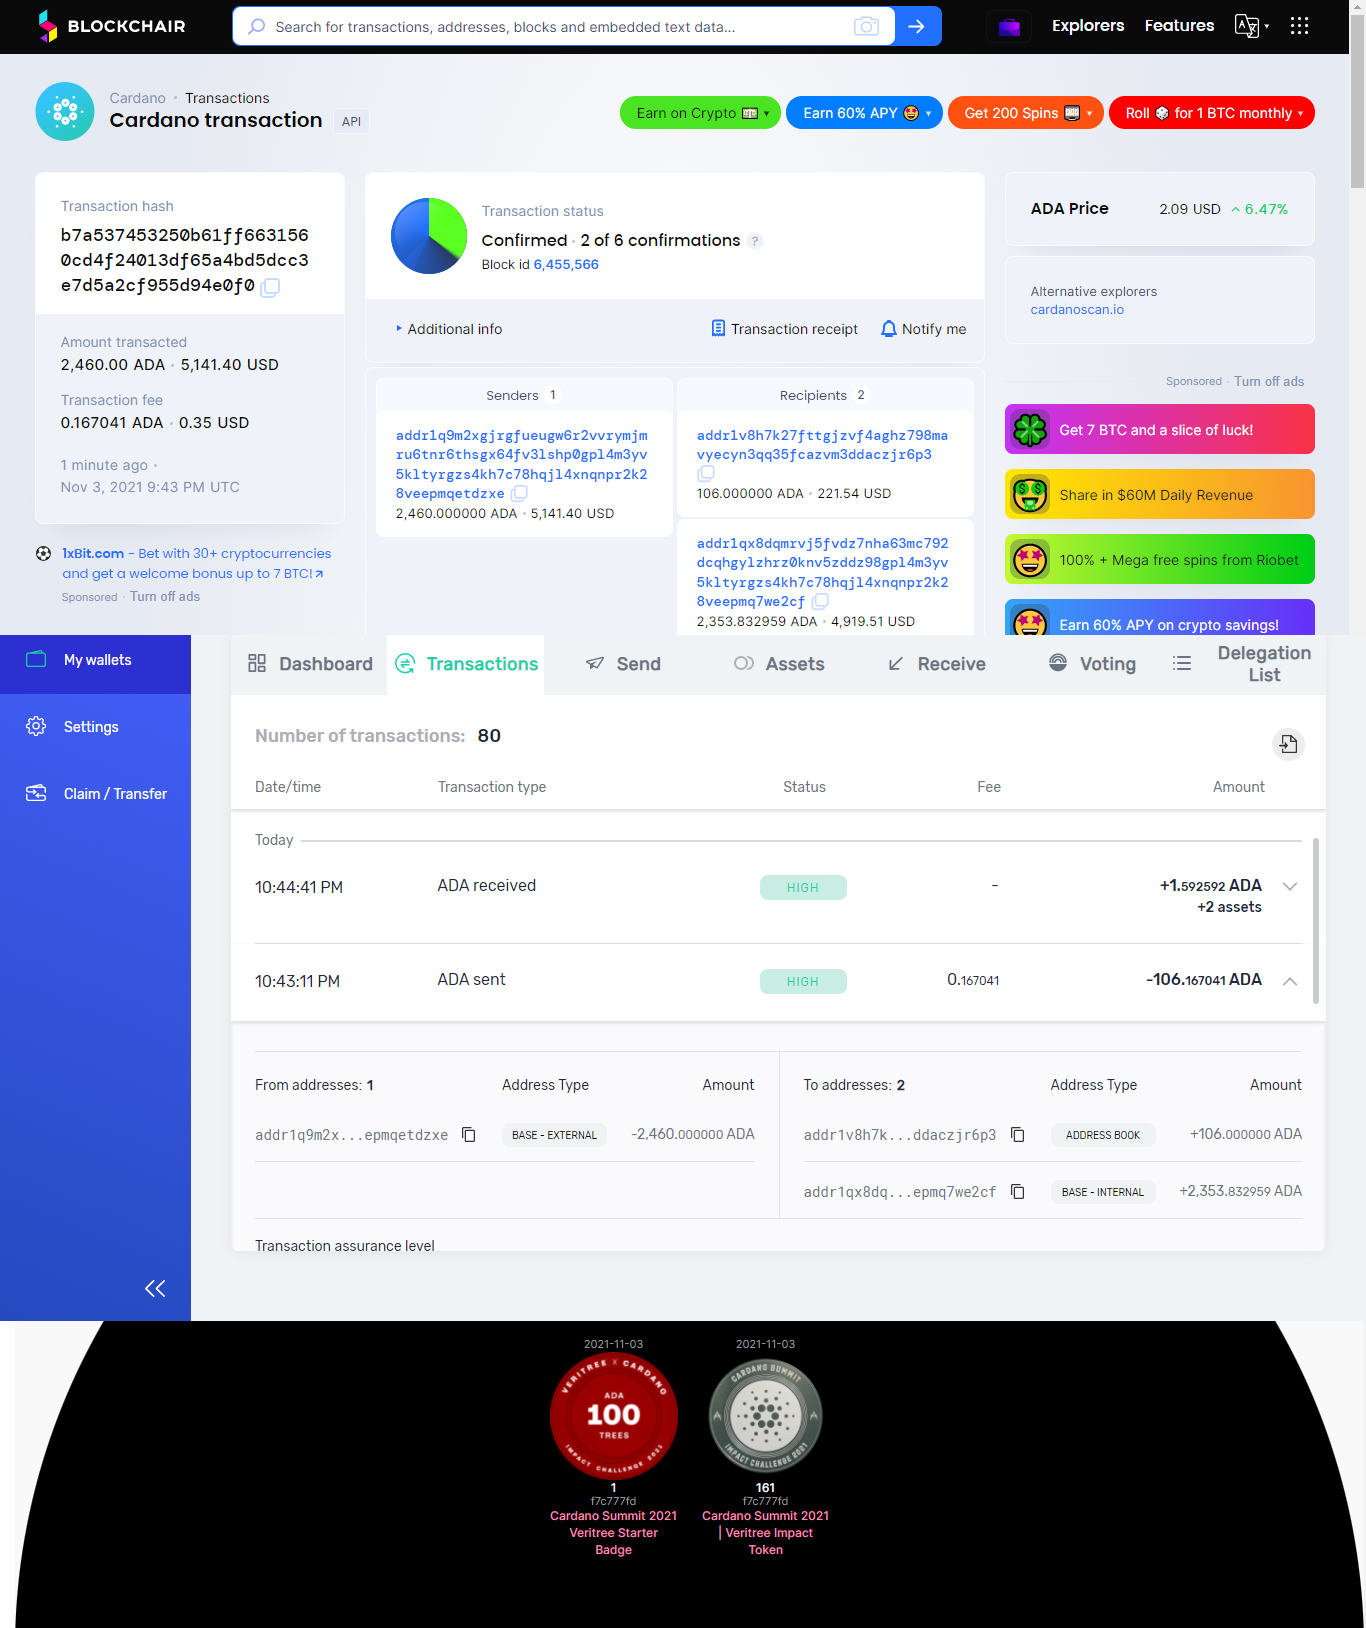 BLOCKCHAIR
Search for transactions, addresses, blocks and embedded text data...
Explorers
Features
Cardano · Transactions
Cardano transaction API
Earn on Crypto
Earn 60% APY
Get 200 Spins
Roll 🎲 for 1 BTC monthly
Transaction hash
b7a537453250b61ff663156
0cd4f24013df65a4bd5dcc3
e7d5a2cf955d94e0f0
Amount transacted
2,460.00 ADA · 5,141.40 USD
Transaction fee
0.167041 ADA · 0.35 USD
1 minute ago ·
Nov 3, 2021 9:43 PM UTC
1xBit.com - Bet with 30+ cryptocurrencies
and get a welcome bonus up to 7 BTC!
Sponsored · Turn off ads
Transaction status
Confirmed · 2 of 6 confirmations ?
Block id 6,455,566
Additional info
Transaction receipt
Notify me
Senders 1
addr1q9m2xgjrgfueugw6r2vvrymjm
ru6tnr6thsgx64fv3lshp0gpl4m3yv
5kltyrgzs4kh7c78hqjl4xnqnpr2k2
8veepmqetdzxe
2,460.000000 ADA · 5,141.40 USD
Recipients 2
addr1v8h7k27fttgjzvf4aghz798ma
vyecyn3qq35fcazvm3ddaczjr6p3
106.000000 ADA · 221.54 USD
addr1qx8dqmrvj5fvdz7nha63mc792
dcqhgylzhrz0knv5zddz98gpl4m3yv
5kltyrgzs4kh7c78hqjl4xnqnpr2k2
8veepmq7we2cf
2,353.832959 ADA · 4,919.51 USD
ADA Price
2.09 USD 6.47%
Alternative explorers
cardanoscan.io
Sponsored · Turn off ads
Get 7 BTC and a slice of luck!
Share in $60M Daily Revenue
100% + Mega free spins from Riobet
Earn 60% APY on crypto savings!
My wallets
Settings
Claim / Transfer
Dashboard
Transactions
Send
Assets
Receive
Voting
Delegation
List
Number of transactions: 80
Date/time
Transaction type
Status
Fee
Amount
Today
10:44:41 PM
ADA received
HIGH
-
+1.592592 ADA
+2 assets
10:43:11 PM
ADA sent
HIGH
0.167041
-106.167041 ADA
From addresses: 1
Address Type
Amount
addr1q9m2x...epmqetdzxe
BASE - EXTERNAL
-2,460.000000 ADA
To addresses: 2
Address Type
Amount
addr1v8h7k...ddaczjr6p3
ADDRESS BOOK
+106.000000 ADA
addr1qx8dq...epmq7we2cf
BASE - INTERNAL
+2,353.832959 ADA
Transaction assurance level
2021-11-03
VERITREE X CARDANO
ADA
100
TREES
IMPACT CHALLENGE 2021
1
f7c777fd
Cardano Summit 2021
Veritree Starter
Badge
2021-11-03
CARDANO SUMMIT
IMPACT CHALLENGE 2021
161
f7c777fd
Cardano Summit 2021
| Veritree Impact
Token